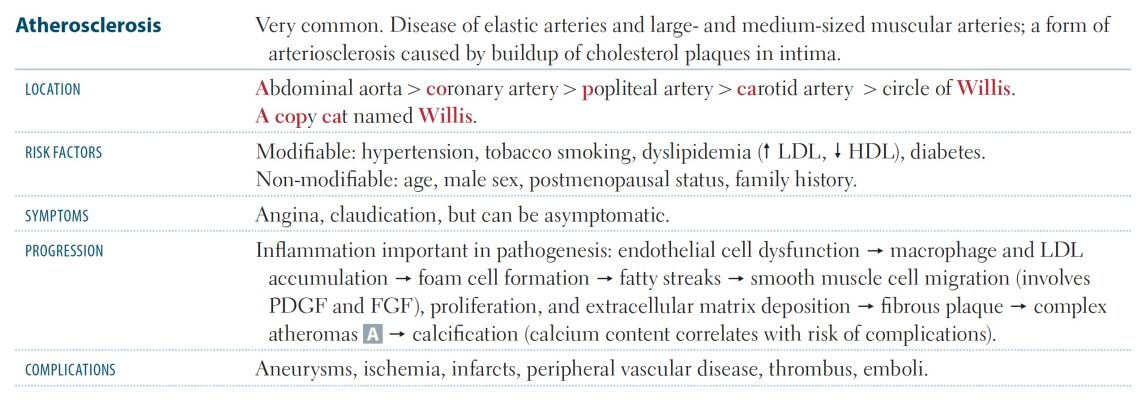 Atherosclerosis Very common. Disease of elastic arteries and large- and medium-sized muscular arteries; a form of
arteriosclerosis caused by buildup of cholesterol plaques in intima.
LOCATION Abdominal aorta > coronary artery > popliteal artery > carotid artery > circle of Willis.
A copy cat named Willis.
RISK FACTORS Modifiable: hypertension, tobacco smoking, dyslipidemia (↑ LDL, ↓ HDL), diabetes.
Non-modifiable: age, male sex, postmenopausal status, family history.
SYMPTOMS Angina, claudication, but can be asymptomatic.
PROGRESSION Inflammation important in pathogenesis: endothelial cell dysfunction → macrophage and LDL
accumulation → foam cell formation → fatty streaks → smooth muscle cell migration (involves
PDGF and FGF), proliferation, and extracellular matrix deposition → fibrous plaque → complex
atheromas A → calcification (calcium content correlates with risk of complications).
COMPLICATIONS Aneurysms, ischemia, infarcts, peripheral vascular disease, thrombus, emboli.